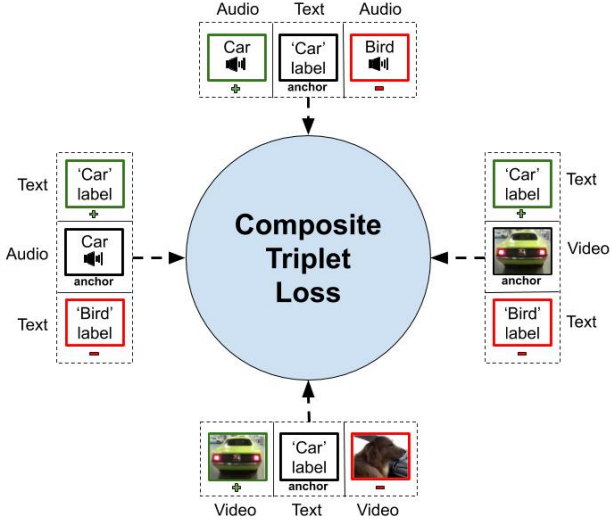 Audio Text Audio
Car 'Car' label Bird
+ anchor -
'Car' label
+
Text
Car
anchor
Audio
'Bird' label
-
Text
Composite
Triplet
Loss
'Car' label
+
Text
anchor
Video
'Bird' label
-
Text
'Car' label
+ anchor -
Video Text Video